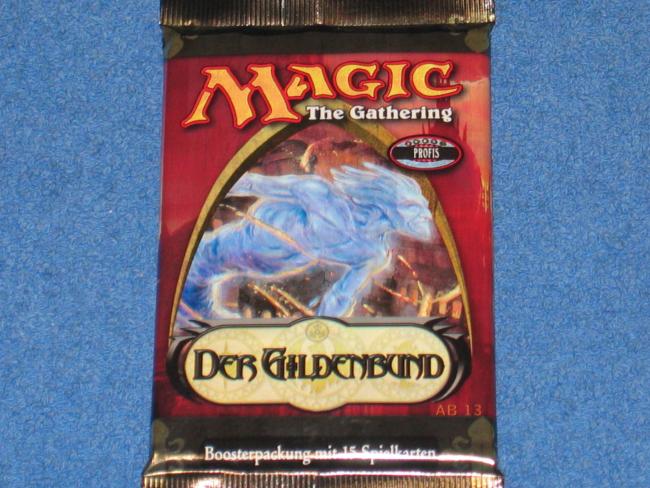 MAGIC
The Gathering
PROFIS
DER GILDENBUND
AB 13
Boosterpackung mit 15 Spielkarten